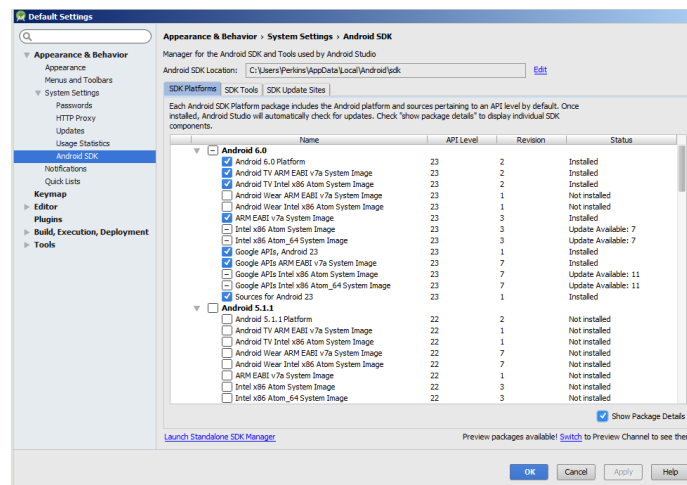 Default Settings
Appearance & Behavior
Appearance
Menus and Toolbars
System Settings
Passwords
HTTP Proxy
Updates
Usage Statistics
Android SDK
Notifications
Quick Lists
Keymap
Editor
Plugins
Build, Execution, Deployment
Tools
Appearance & Behavior › System Settings › Android SDK
Manager for the Android SDK and Tools used by Android Studio
Android SDK Location: C:\Users\Perkins\AppData\Local\Android\sdk Edit
SDK Platforms SDK Tools SDK Update Sites
Each Android SDK Platform package includes the Android platform and sources pertaining to an API level by default. Once
installed, Android Studio will automatically check for updates. Check "show package details" to display individual SDK
components.
Name API Level Revision Status
Android 6.0
Android 6.0 Platform 23 2 Installed
Android TV ARM EABI v7a System Image 23 2 Installed
Android TV Intel x86 Atom System Image 23 2 Installed
Android Wear ARM EABI v7a System Image 23 1 Not installed
Android Wear Intel x86 Atom System Image 23 1 Not installed
ARM EABI v7a System Image 23 3 Installed
Intel x86 Atom System Image 23 3 Update Available: 7
Intel x86 Atom_64 System Image 23 3 Update Available: 7
Google APIs, Android 23 23 1 Installed
Google APIs ARM EABI v7a System Image 23 7 Installed
Google APIs Intel x86 Atom System Image 23 7 Update Available: 11
Google APIs Intel x86 Atom_64 System Image 23 7 Update Available: 11
Sources for Android 23 23 1 Installed
Android 5.1.1
Android 5.1.1 Platform 22 2 Not installed
Android TV ARM EABI v7a System Image 22 1 Not installed
Android TV Intel x86 Atom System Image 22 1 Not installed
Android Wear ARM EABI v7a System Image 22 7 Not installed
Android Wear Intel x86 Atom System Image 22 7 Not installed
ARM EABI v7a System Image 22 1 Not installed
Intel x86 Atom System Image 22 3 Not installed
Intel x86 Atom_64 System Image 22 3 Not installed
Show Package Details
Launch Standalone SDK Manager Preview packages available! Switch to Preview Channel to see
OK Cancel Apply Help